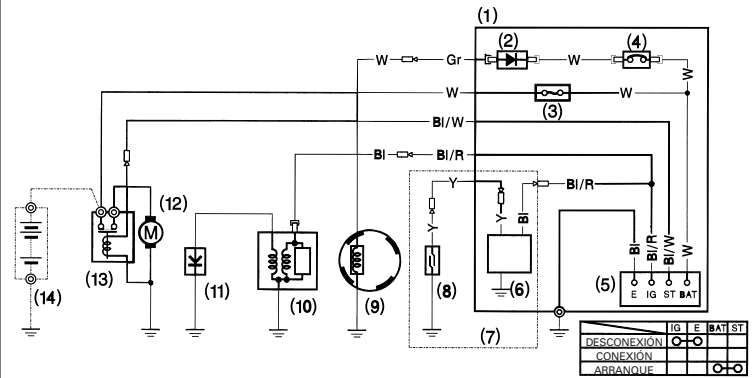 (1)
(2)
(4)
W
Gr
W
W
W
W
(3)
W
Bl/W
Bl
Bl/R
Y
Bl/R
(12)
M
Y
Y
Bl
Bl
Bl/R
Bl/W
W
(13)
(14)
(11)
(10)
(9)
(8)
(6)
(5)
E IG ST BAT
(7)
IG E BAT ST
DESCONEXIÓN
CONEXIÓN
ARRANQUE